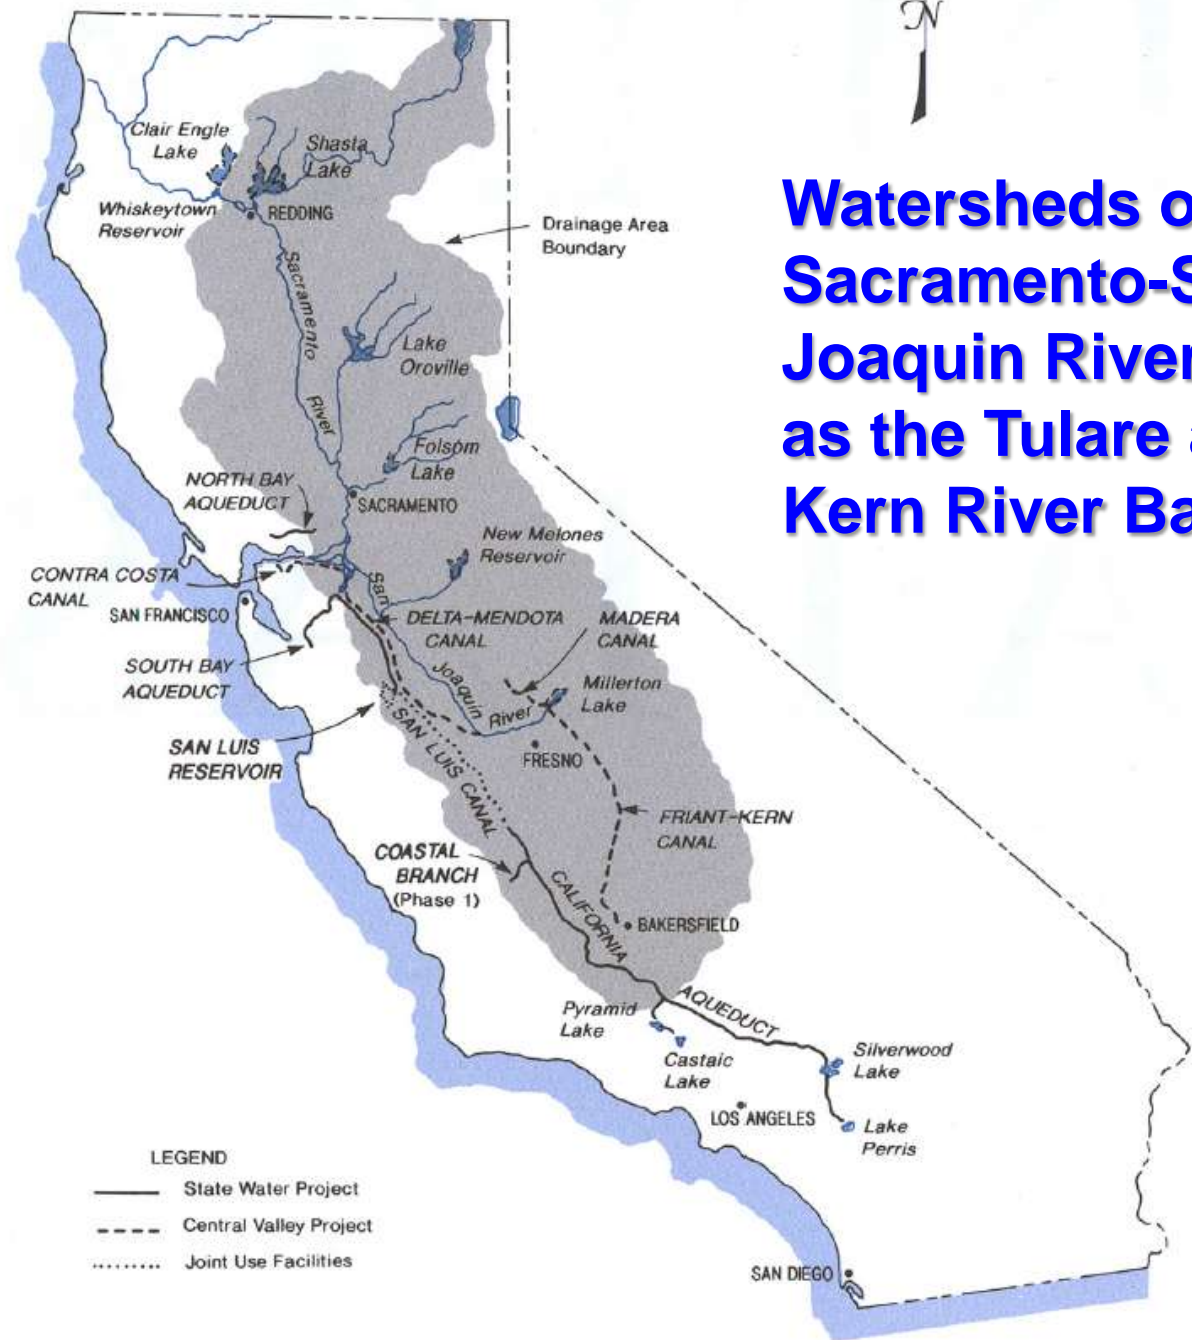 N
Watersheds o
Sacramento-S
Joaquin River
as the Tulare
Kern River Ba
Clair Engle
Lake
Shasta
Lake
Whiskeytown
Reservoir
REDDING
Drainage Area
Boundary
Sacramento
River
Lake
Oroville
Folsom
Lake
NORTH BAY
AQUEDUCT
SACRAMENTO
New Melones
Reservoir
CONTRA COSTA
CANAL
SAN FRANCISCO
San
Joaquin
River
DELTA-MENDOTA
CANAL
MADERA
CANAL
SOUTH BAY
AQUEDUCT
Millerton
Lake
SAN LUIS
RESERVOIR
SAN LUIS CANAL
FRESNO
FRIANT-KERN
CANAL
COASTAL
BRANCH
(Phase 1)
CALIFORNIA
AQUEDUCT
BAKERSFIELD
Pyramid
Lake
Castaic
Lake
Silverwood
Lake
LOS ANGELES
Lake
Perris
LEGEND
State Water Project
Central Valley Project
Joint Use Facilities
SAN DIEGO